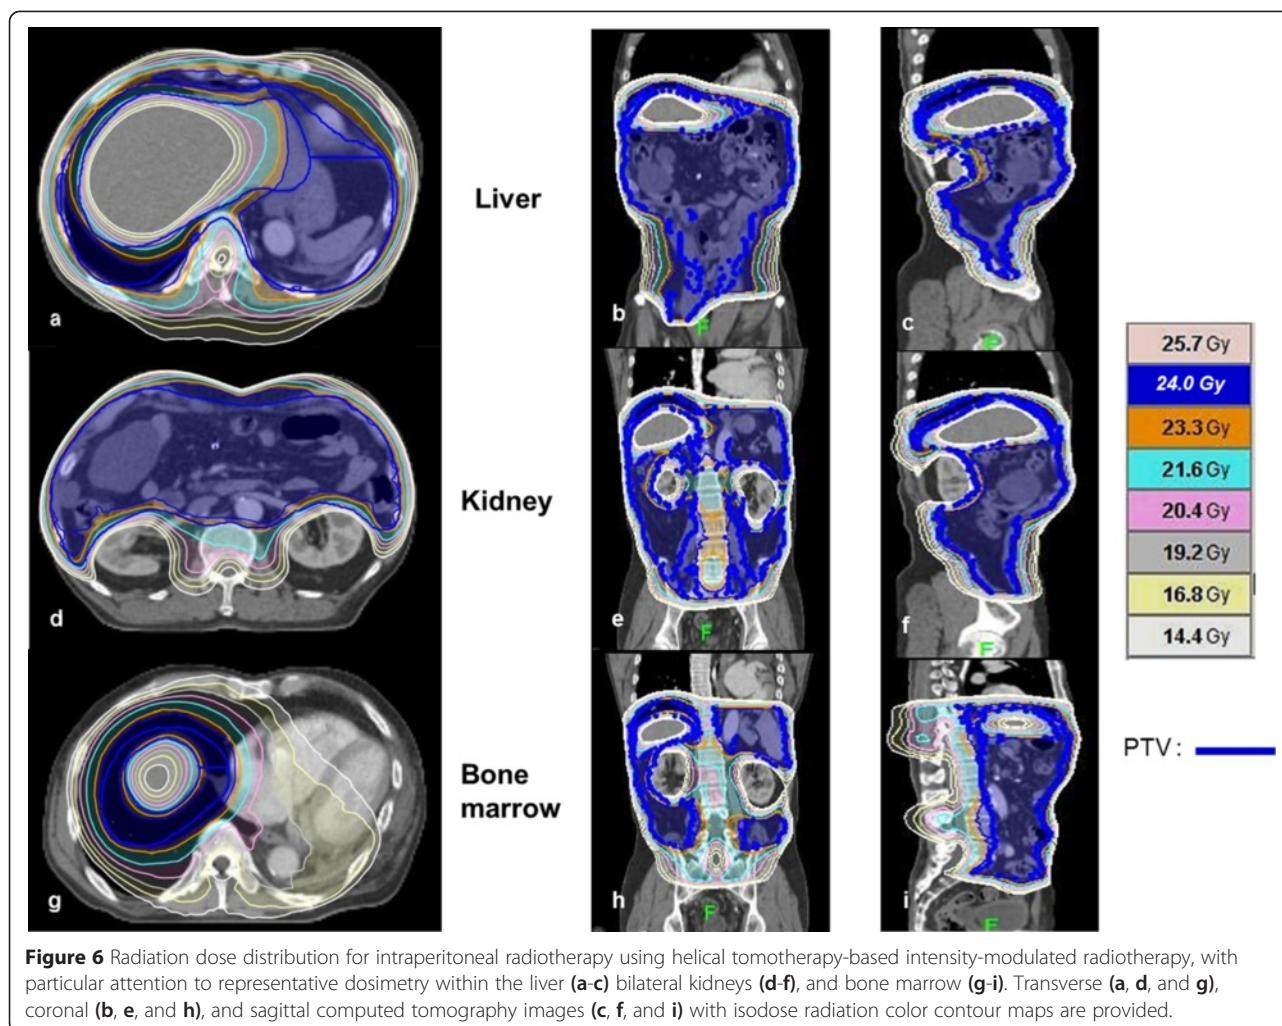 a
Liver
b
F
c
25.7 Gy
24.0 Gy
23.3 Gy
21.6 Gy
20.4 Gy
19.2 Gy
16.8 Gy
14.4 Gy
d
Kidney
e
F
f
F
PTV :
g
Bone
marrow
h
F
i
F
Figure 6 Radiation dose distribution for intraperitoneal radiotherapy using helical tomotherapy-based intensity-modulated radiotherapy, with
particular attention to representative dosimetry within the liver (a-c) bilateral kidneys (d-f), and bone marrow (g-i). Transverse (a, d, and g),
coronal (b, e, and h), and sagittal computed tomography images (c, f, and i) with isodose radiation color contour maps are provided.